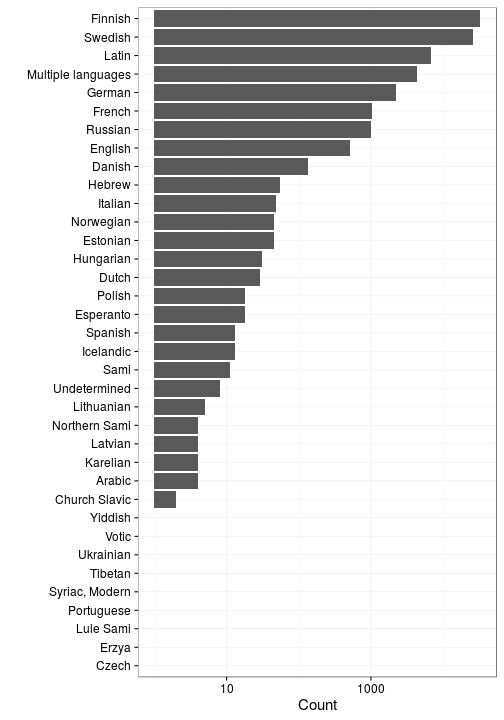 Finnish
Swedish
Latin
Multiple languages
German
French
Russian
English
Danish
Hebrew
Italian
Norwegian
Estonian
Hungarian
Dutch
Polish
Esperanto
Spanish
Icelandic
Sami
Undetermined
Lithuanian
Northern Sami
Latvian
Karelian
Arabic
Church Slavic
Yiddish
Votic
Ukrainian
Tibetan
Syriac, Modern
Portuguese
Lule Sami
Erzya
Czech
10 1000
Count